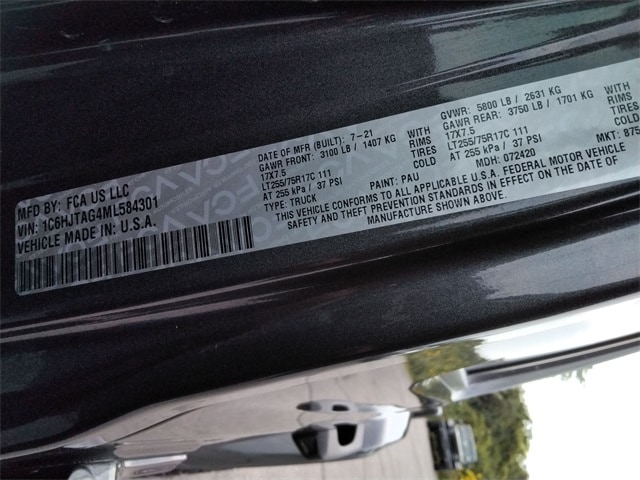 MFD BY: FCA US LLC
VIN: 1C6HJTAG4ML584301
VEHICLE MADE IN: U.S.A.
DATE OF MFR (BUILT): 7-21
GAWR FRONT: 3100 LB / 1407 KG WITH
17X7.5 RIMS
LT255/75R17C 111 TIRES
AT 255 kPa / 37 PSI COLD
TYPE: TRUCK PAINT: PAU
GVWR: 5800 LB / 2631 KG
GAWR REAR: 3750 LB / 1701 KG WITH
17X7.5 RIMS
LT255/75R17C 111 TIRES
AT 255 kPa / 37 PSI COLD
MDH: 072420 MKT:
THIS VEHICLE CONFORMS TO ALL APPLICABLE U.S.A. FEDERAL MOTOR VEHICLE
SAFETY AND THEFT PREVENTION STANDARDS IN EFFECT ON THE DATE OF
MANUFACTURE SHOWN ABOVE.